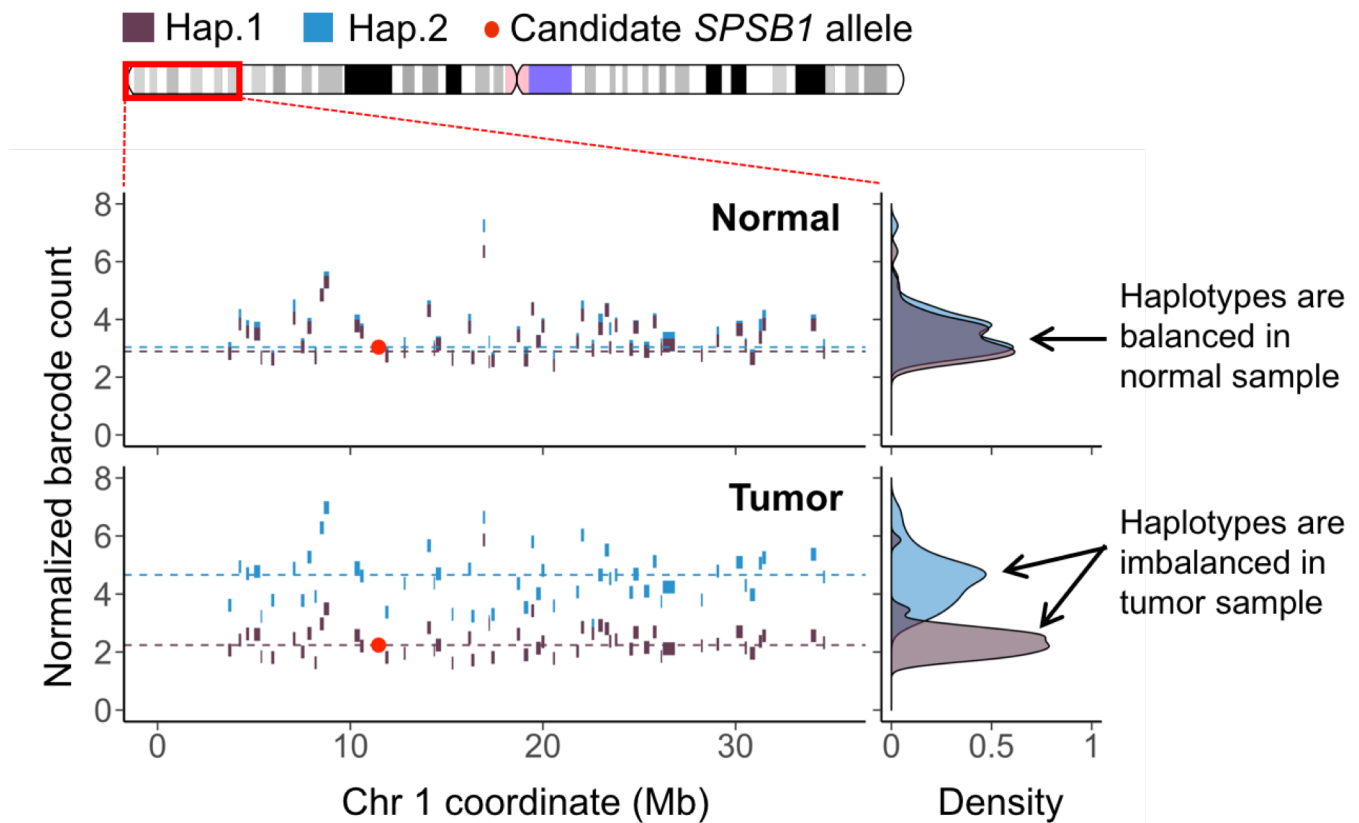 Hap.1 Hap.2 Candidate SPSB1 allele
Normalized barcode count
8
6
4
2
0
Normal
Haplotypes are
balanced in
normal sample
8
6
4
2
0
Tumor
Haplotypes are
imbalanced in
tumor sample
0 10 20 30
0 0.5 1
Chr 1 coordinate (Mb)
Density